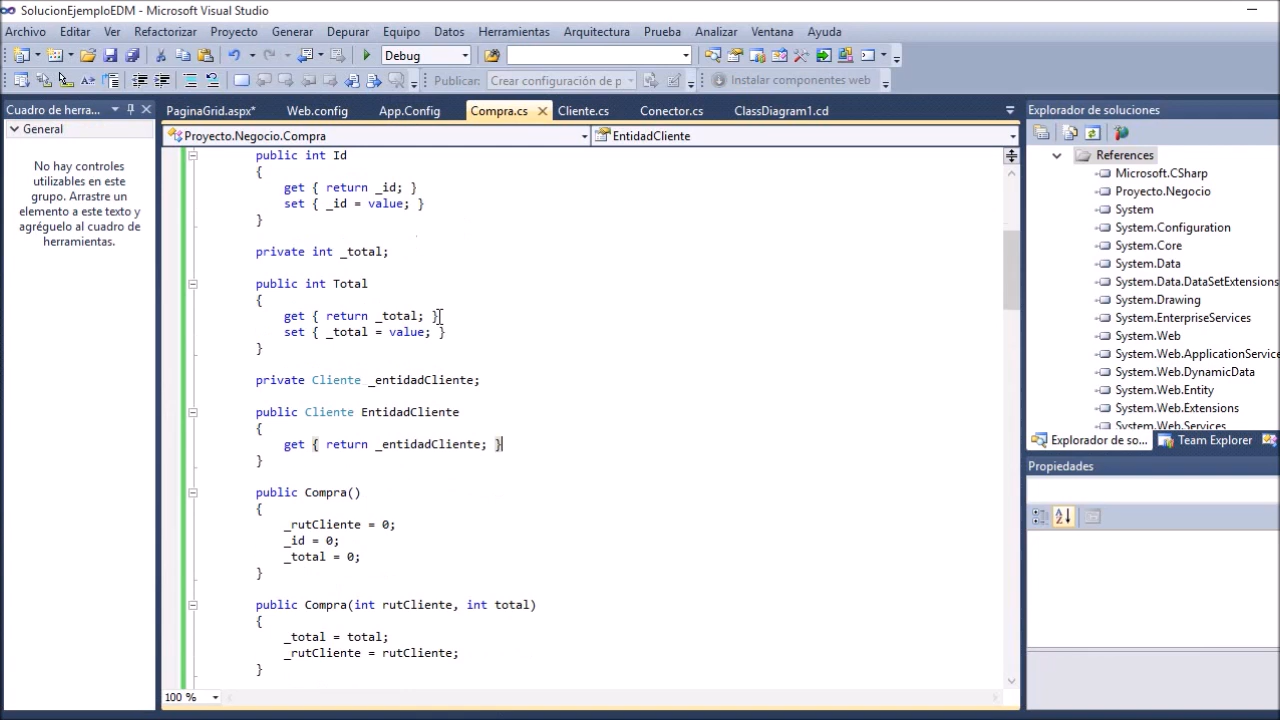 SolucionEjemploEDM - Microsoft Visual Studio
Archivo Editar Ver Refactorizar Proyecto Generar Depurar Equipo Datos Herramientas Arquitectura Prueba Analizar Ventana Ayuda
Debug
Publicar: Crear configuración de p Instalar componentes web
Cuadro de herra...
General
No hay controles
utilizables en este
grupo. Arrastre un
elemento a este texto y
agréguelo al cuadro de
herramientas.
PaginaGrid.aspx* Web.config App.Config Compra.cs Cliente.cs Conector.cs ClassDiagram1.cd
Proyecto.Negocio.Compra EntidadCliente
public int Id
{
get { return _id; }
set { _id = value; }
}
private int _total;
public int Total
{
get { return _total; }
set { _total = value; }
}
private Cliente _entidadCliente;
public Cliente EntidadCliente
{
get { return _entidadCliente; }
}
public Compra()
{
_rutCliente = 0;
_id = 0;
_total = 0;
}
public Compra(int rutCliente, int total)
{
_total = total;
_rutCliente = rutCliente;
}
100 %
Explorador de soluciones
References
Microsoft.CSharp
Proyecto.Negocio
System
System.Configuration
System.Core
System.Data
System.Data.DataSetExtensions
System.Drawing
System.EnterpriseServices
System.Web
System.Web.ApplicationService
System.Web.DynamicData
System.Web.Entity
System.Web.Extensions
System.Web.Services
Explorador de so... Team Explorer
Propiedades